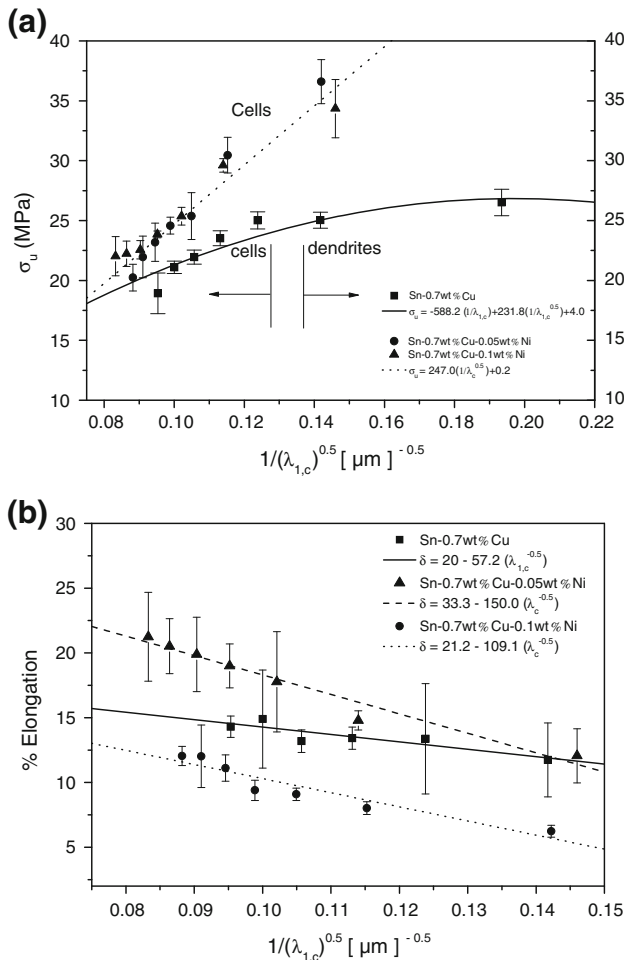 (a)
40
35
30
25
20
15
10
40
35
30
25
20
15
10
σu (MPa)
Cells
cells
dendrites
Sn-0.7wt%Cu
σu = -588.2 (1/λ1,c)+231.8(1/λ1,c^0.5)+4.0
Sn-0.7wt%Cu-0.05wt%Ni
Sn-0.7wt%Cu-0.1wt%Ni
σu = 247.0(1/λc^0.5)+0.2
0.08 0.10 0.12 0.14 0.16 0.18 0.20 0.22
1/(λ1,c)^0.5 [ μm ]^-0.5
(b)
30
25
20
15
10
5
% Elongation
Sn-0.7wt%Cu
δ = 20 - 57.2 (λ1,c^-0.5)
Sn-0.7wt%Cu-0.05wt%Ni
δ = 33.3 - 150.0 (λc^-0.5)
Sn-0.7wt%Cu-0.1wt%Ni
δ = 21.2 - 109.1 (λc^-0.5)
0.08 0.09 0.10 0.11 0.12 0.13 0.14 0.15
1/(λ1,c)^0.5 [ μm ]^-0.5